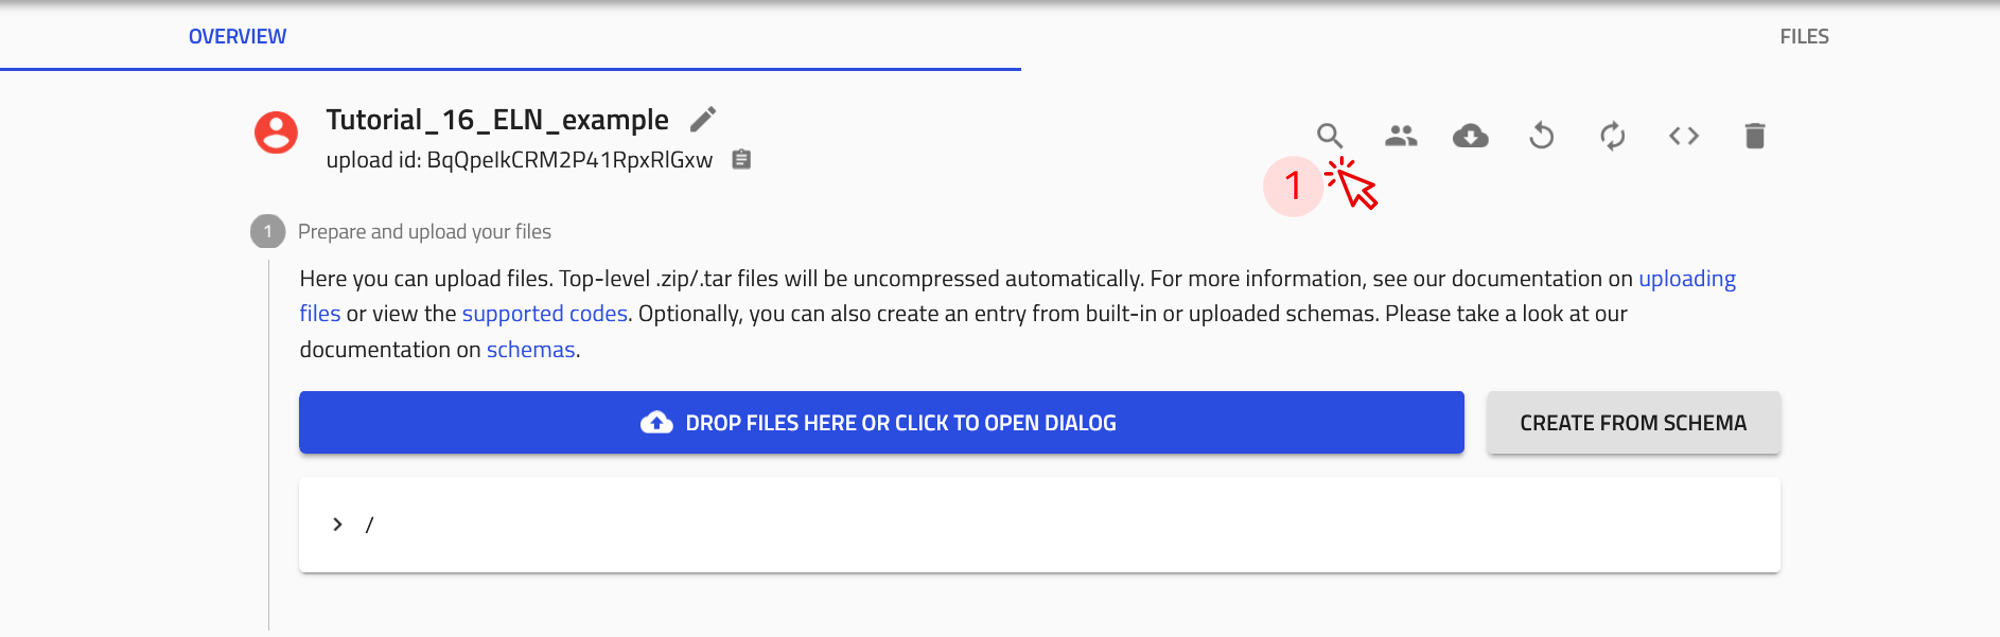 OVERVIEW
FILES
Tutorial_16_ELN_example
upload id: BqQpelkCRM2P41RpxRlGxw
1
1 Prepare and upload your files
Here you can upload files. Top-level .zip/.tar files will be uncompressed automatically. For more information, see our documentation on uploading
files or view the supported codes. Optionally, you can also create an entry from built-in or uploaded schemas. Please take a look at our
documentation on schemas.
DROP FILES HERE OR CLICK TO OPEN DIALOG
CREATE FROM SCHEMA
/